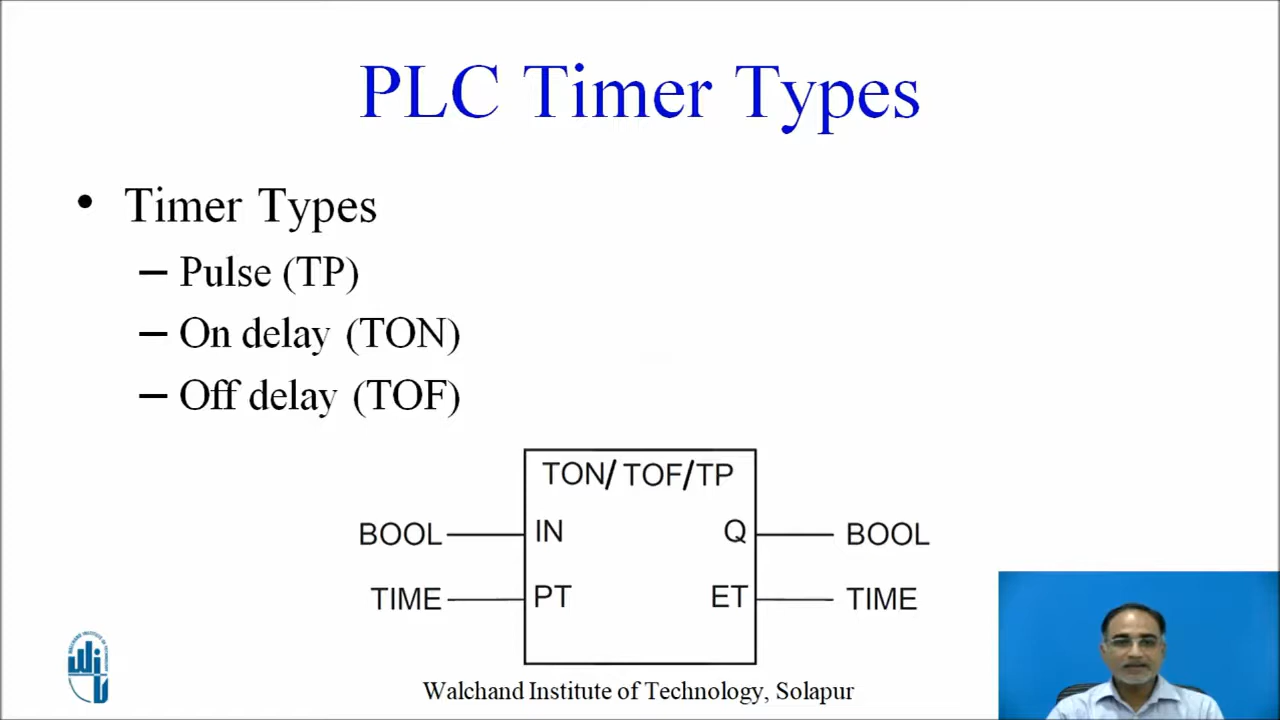 PLC Timer Types
• Timer Types
– Pulse (TP)
– On delay (TON)
– Off delay (TOF)
TON/ TOF/TP
BOOL IN Q BOOL
TIME PT ET TIME
Walchand Institute of Technology, Solapur